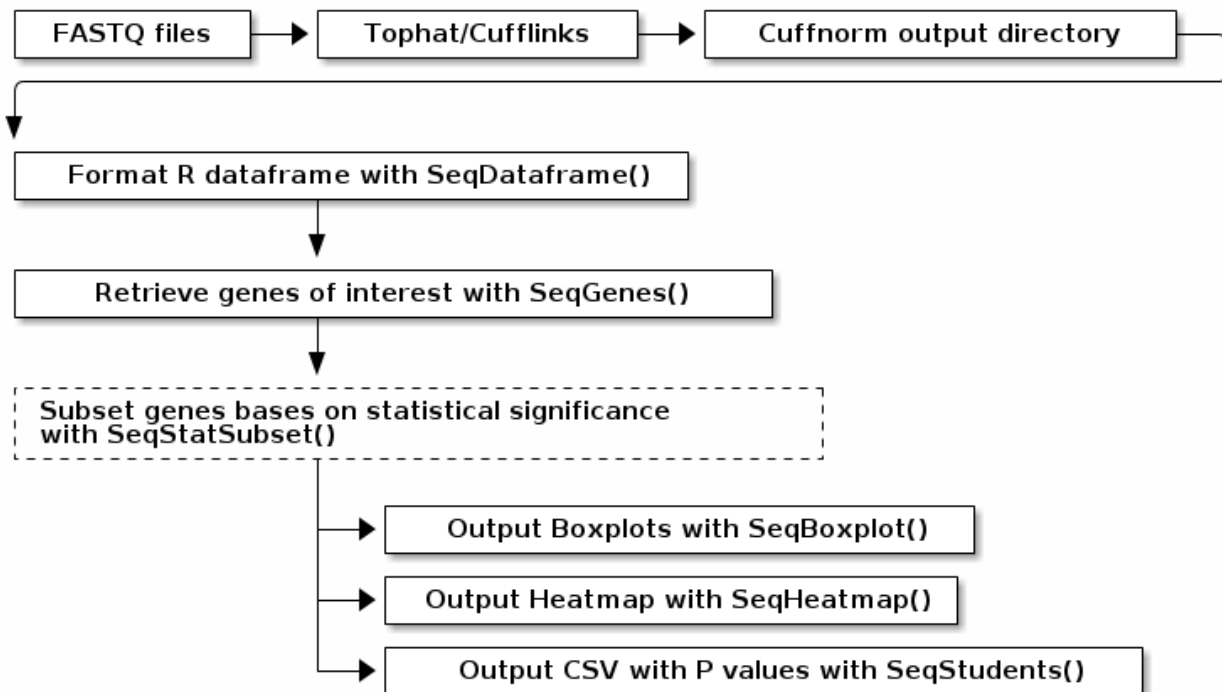 FASTQ files
Tophat/Cufflinks
Cuffnorm output directory
Format R dataframe with SeqDataframe()
Retrieve genes of interest with SeqGenes()
Subset genes bases on statistical significance
with SeqStatSubset()
Output Boxplots with SeqBoxplot()
Output Heatmap with SeqHeatmap()
Output CSV with P values with SeqStudents()